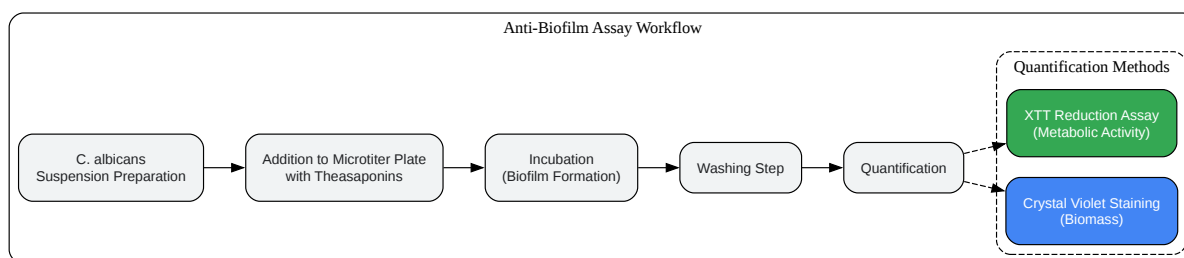 Anti-Biofilm Assay Workflow
C. albicans
Suspension Preparation
Addition to Microtiter Plate
with Theasaponins
Incubation
(Biofilm Formation)
Washing Step
Quantification
Quantification Methods
XTT Reduction Assay
(Metabolic Activity)
Crystal Violet Staining
(Biomass)